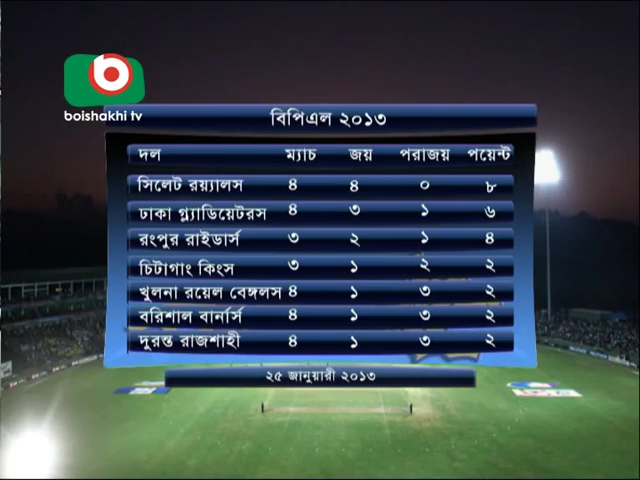 boishakhi tv
বিপিএল ২০১৩
দল ম্যাচ জয় পরাজয় পয়েন্ট
সিলেট রয়্যালস ৪ ৪ ০ ৮
ঢাকা গ্ল্যাডিয়েটরস ৪ ৩ ১ ৬
রংপুর রাইডার্স ৩ ২ ১ ৪
চিটাগাং কিংস ৩ ১ ২ ২
খুলনা রয়েল বেঙ্গলস ৪ ১ ৩ ২
বরিশাল বার্নার্স ৪ ১ ৩ ২
দুরন্ত রাজশাহী ৪ ১ ৩ ২
২৫ জানুয়ারী ২০১৩